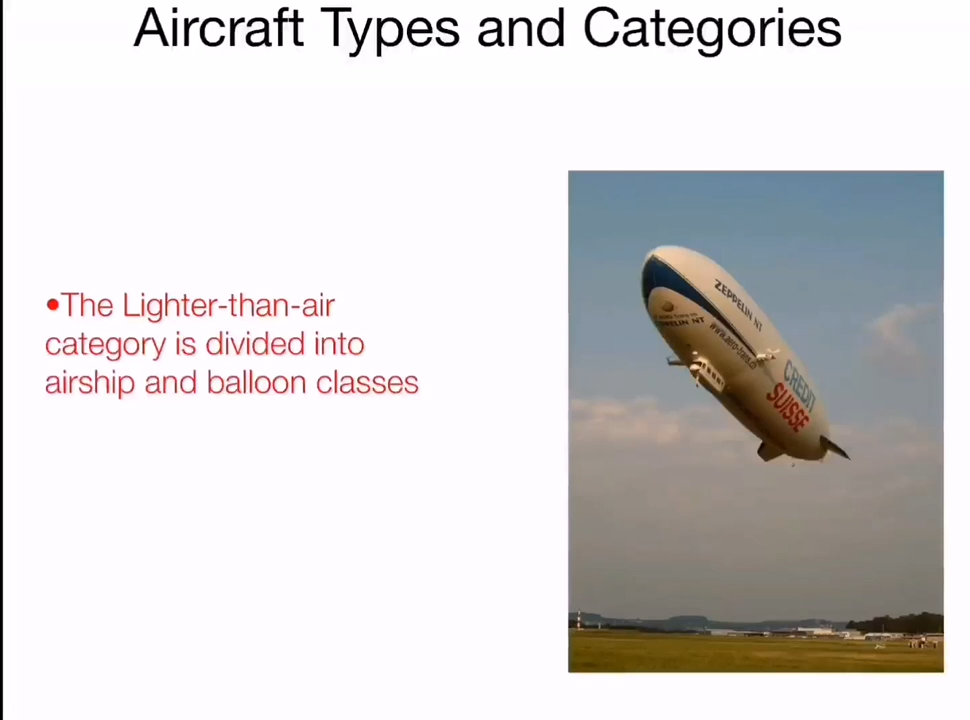 Aircraft Types and Categories
•The Lighter-than-air
category is divided into
airship and balloon classes
ZEPPELIN NT
ZEPPELIN NT
CREDIT
SUISSE